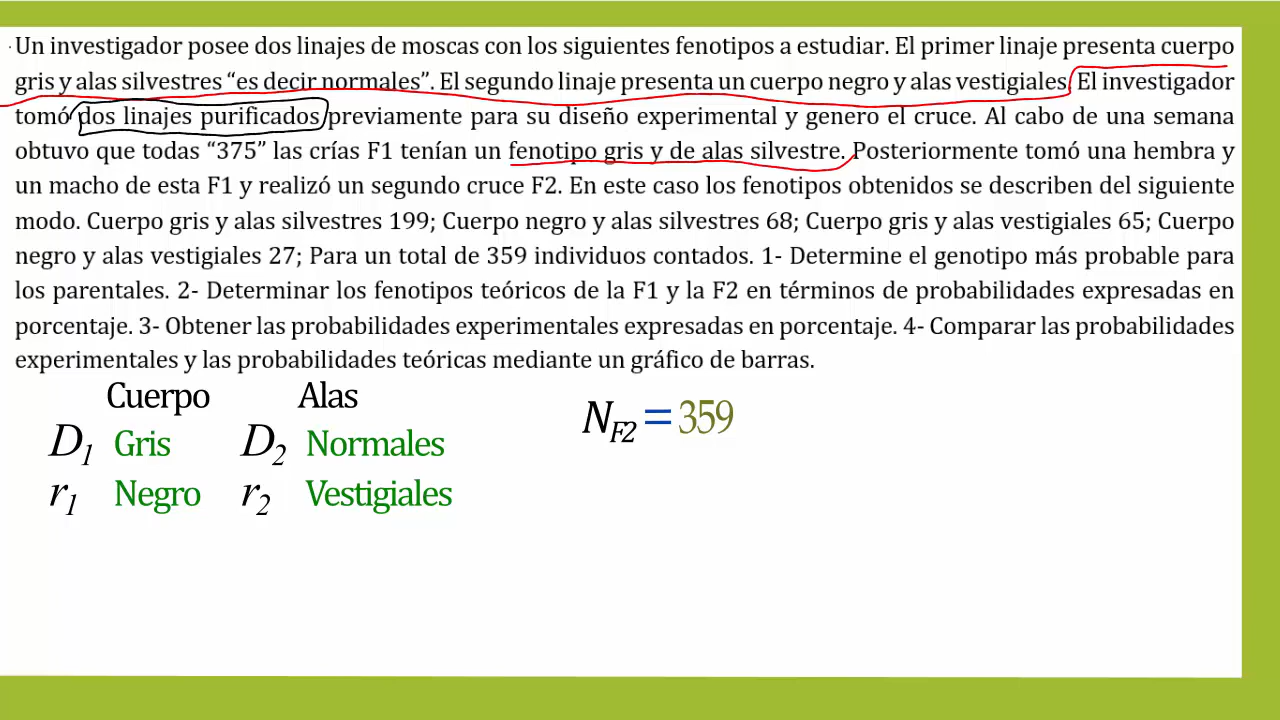 Un investigador posee dos linajes de moscas con los siguientes fenotipos a estudiar. El primer linaje presenta cuerpo
gris y alas silvestres “es decir normales”. El segundo linaje presenta un cuerpo negro y alas vestigiales. El investigador
tomó dos linajes purificados previamente para su diseño experimental y genero el cruce. Al cabo de una semana
obtuvo que todas “375” las crías F1 tenían un fenotipo gris y de alas silvestre. Posteriormente tomó una hembra y
un macho de esta F1 y realizó un segundo cruce F2. En este caso los fenotipos obtenidos se describen del siguiente
modo. Cuerpo gris y alas silvestres 199; Cuerpo negro y alas silvestres 68; Cuerpo gris y alas vestigiales 65; Cuerpo
negro y alas vestigiales 27; Para un total de 359 individuos contados. 1- Determine el genotipo más probable para
los parentales. 2- Determinar los fenotipos teóricos de la F1 y la F2 en términos de probabilidades expresadas en
porcentaje. 3- Obtener las probabilidades experimentales expresadas en porcentaje. 4- Comparar las probabilidades
experimentales y las probabilidades teóricas mediante un gráfico de barras.
Cuerpo Alas
D1 Gris D2 Normales
r1 Negro r2 Vestigiales
NF2 = 359